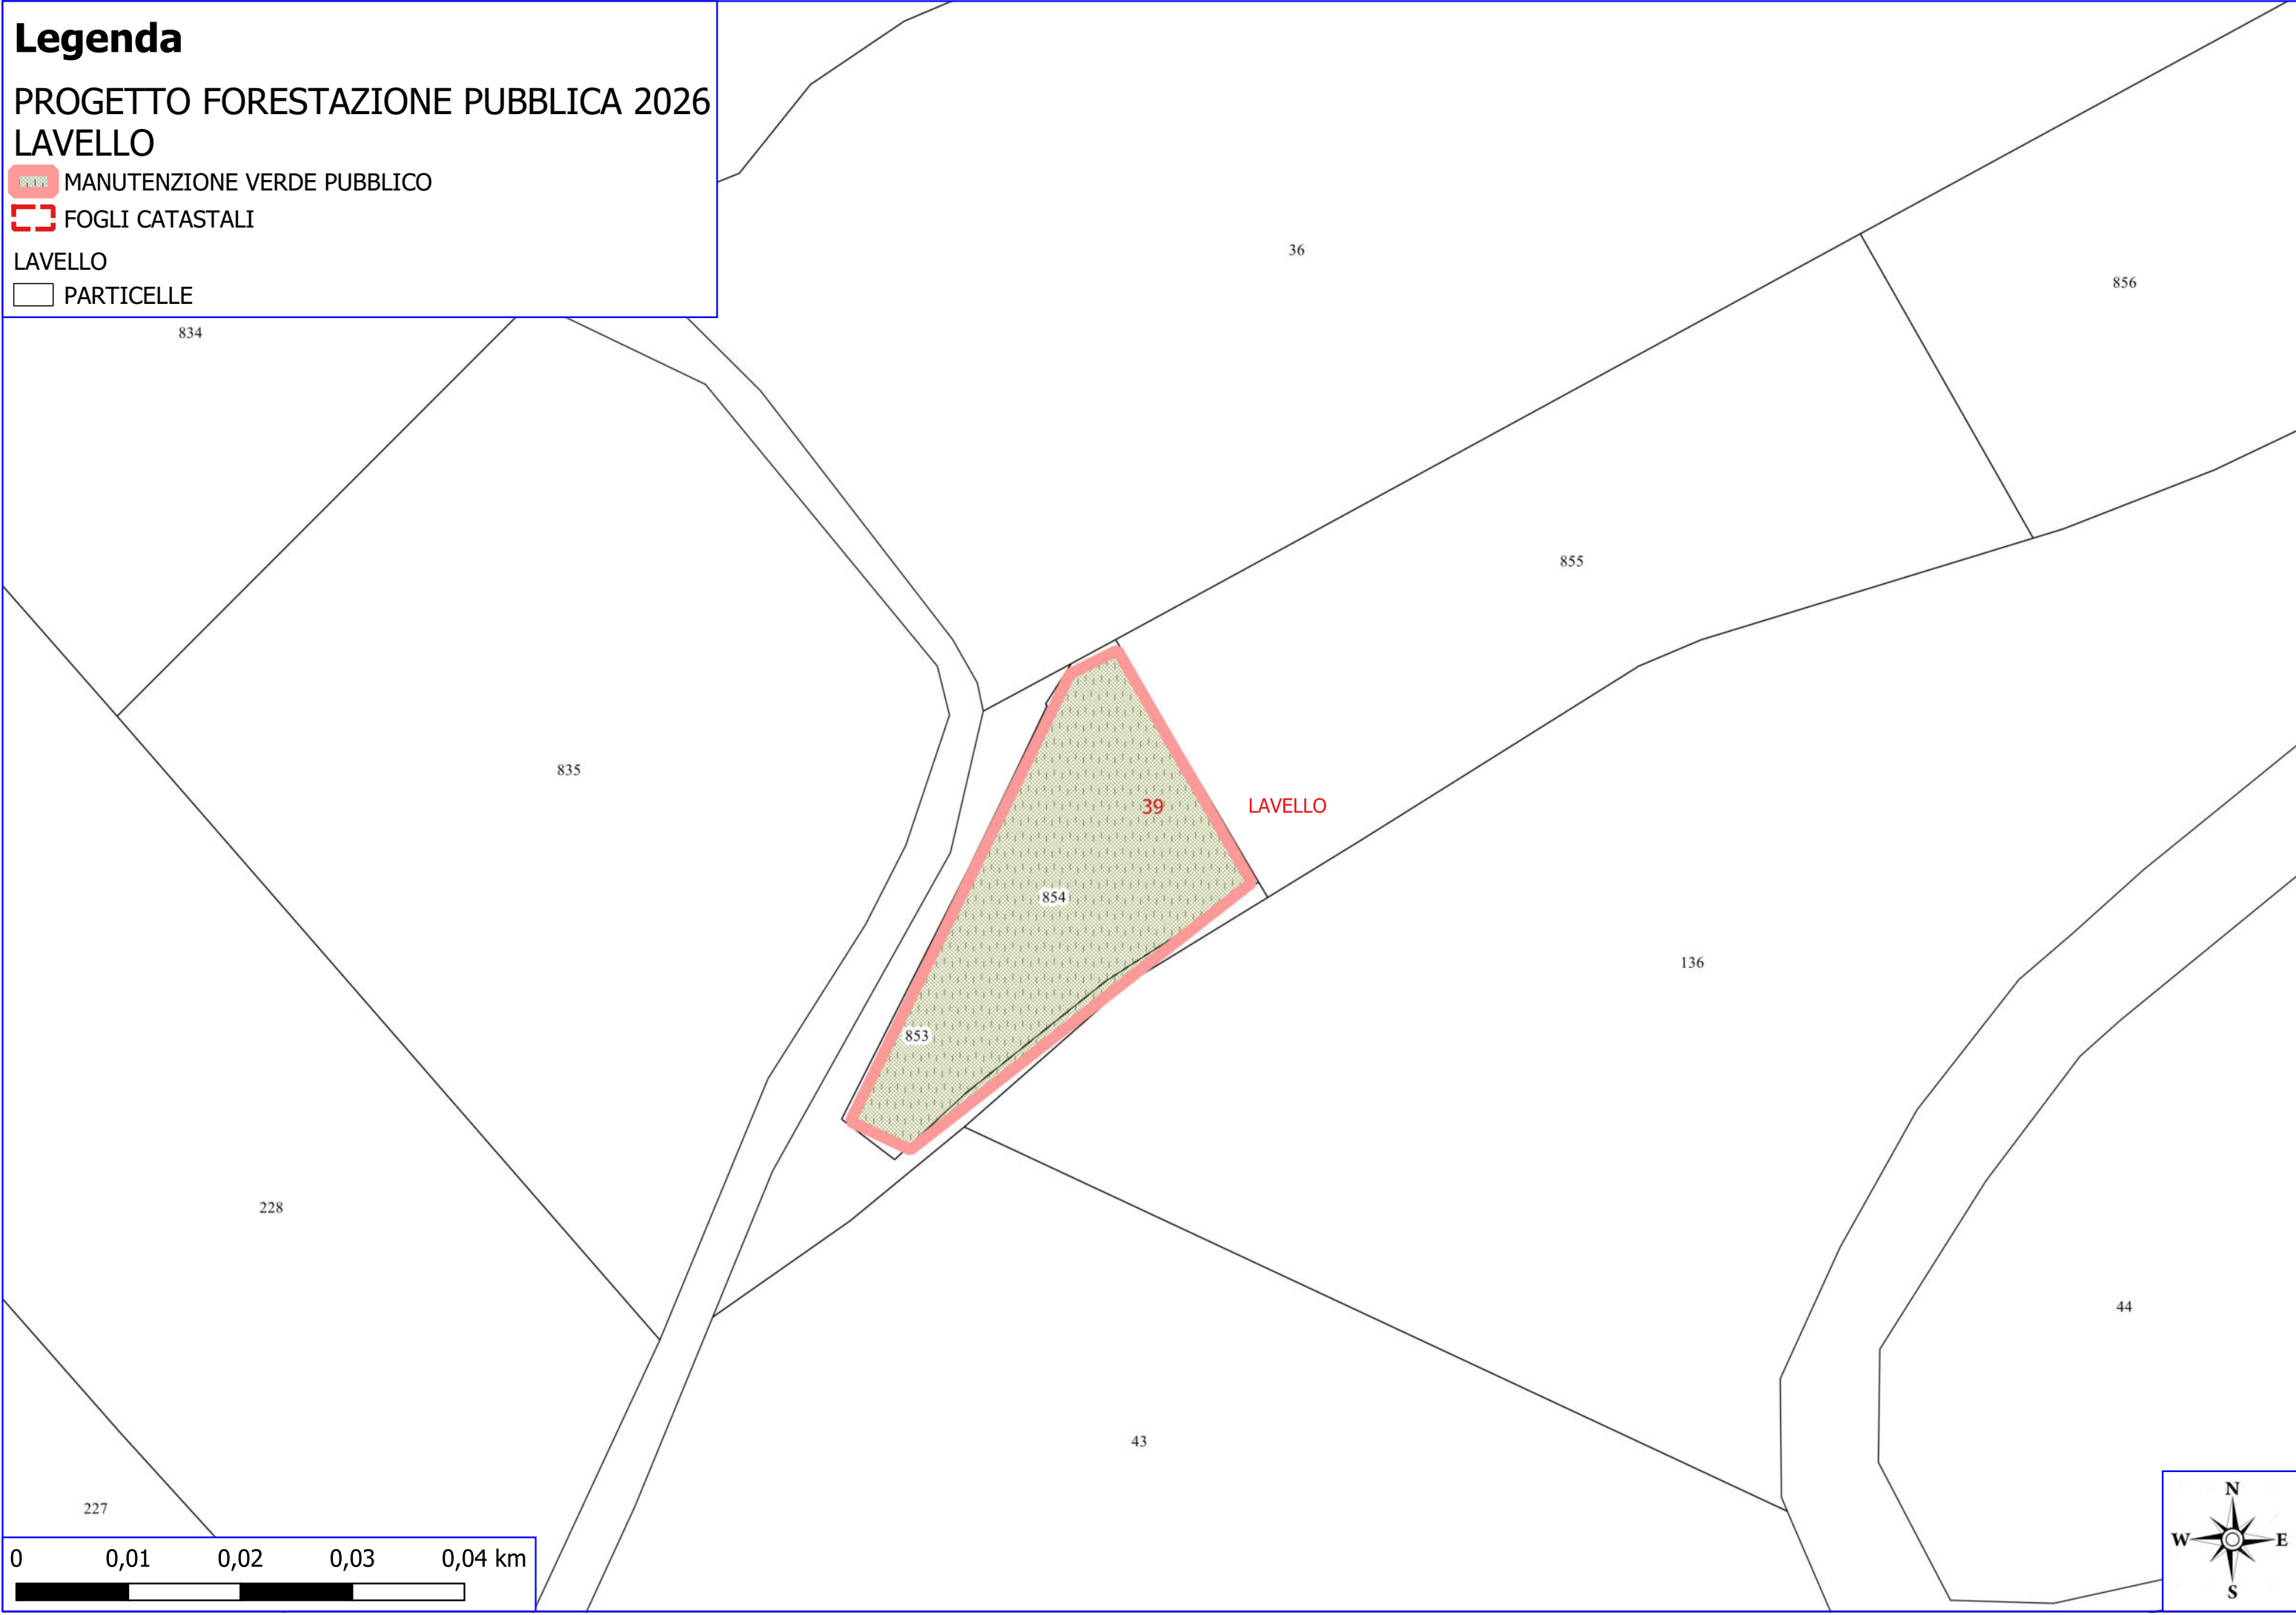 Legenda
PROGETTO FORESTAZIONE PUBBLICA 2026
LAVELLO
MANUTENZIONE VERDE PUBBLICO
FOGLI CATASTALI
LAVELLO
PARTICELLE
834
36
856
855
835
39
LAVELLO
854
136
853
228
44
43
227
0 0,01 0,02 0,03 0,04 km
N
W E
S